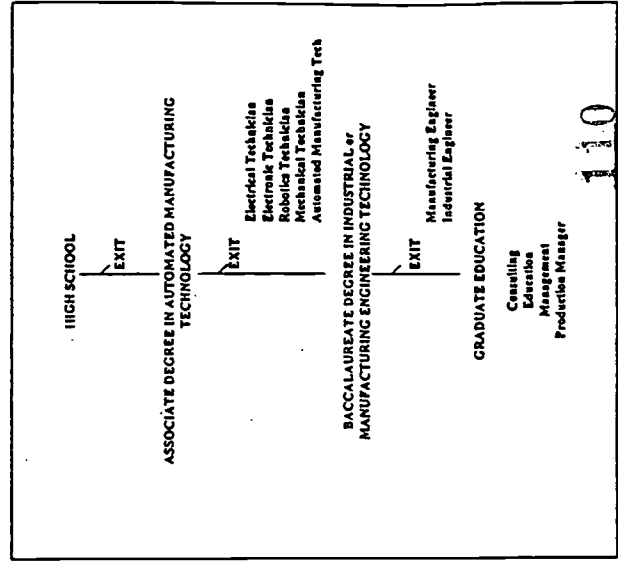 HIGH SCHOOL
EXIT
ASSOCIATE DEGREE IN AUTOMATED MANUFACTURING
TECHNOLOGY
EXIT
Electrical Technician
Electronic Technician
Robotics Technician
Mechanical Technician
Automated Manufacturing Tech
BACCALAUREATE DEGREE IN INDUSTRIAL or
MANUFACTURING ENGINEERING TECHNOLOGY
EXIT
Manufacturing Engineer
Industrial Engineer
GRADUATE EDUCATION
Consulting
Education
Management
Production Manager
110